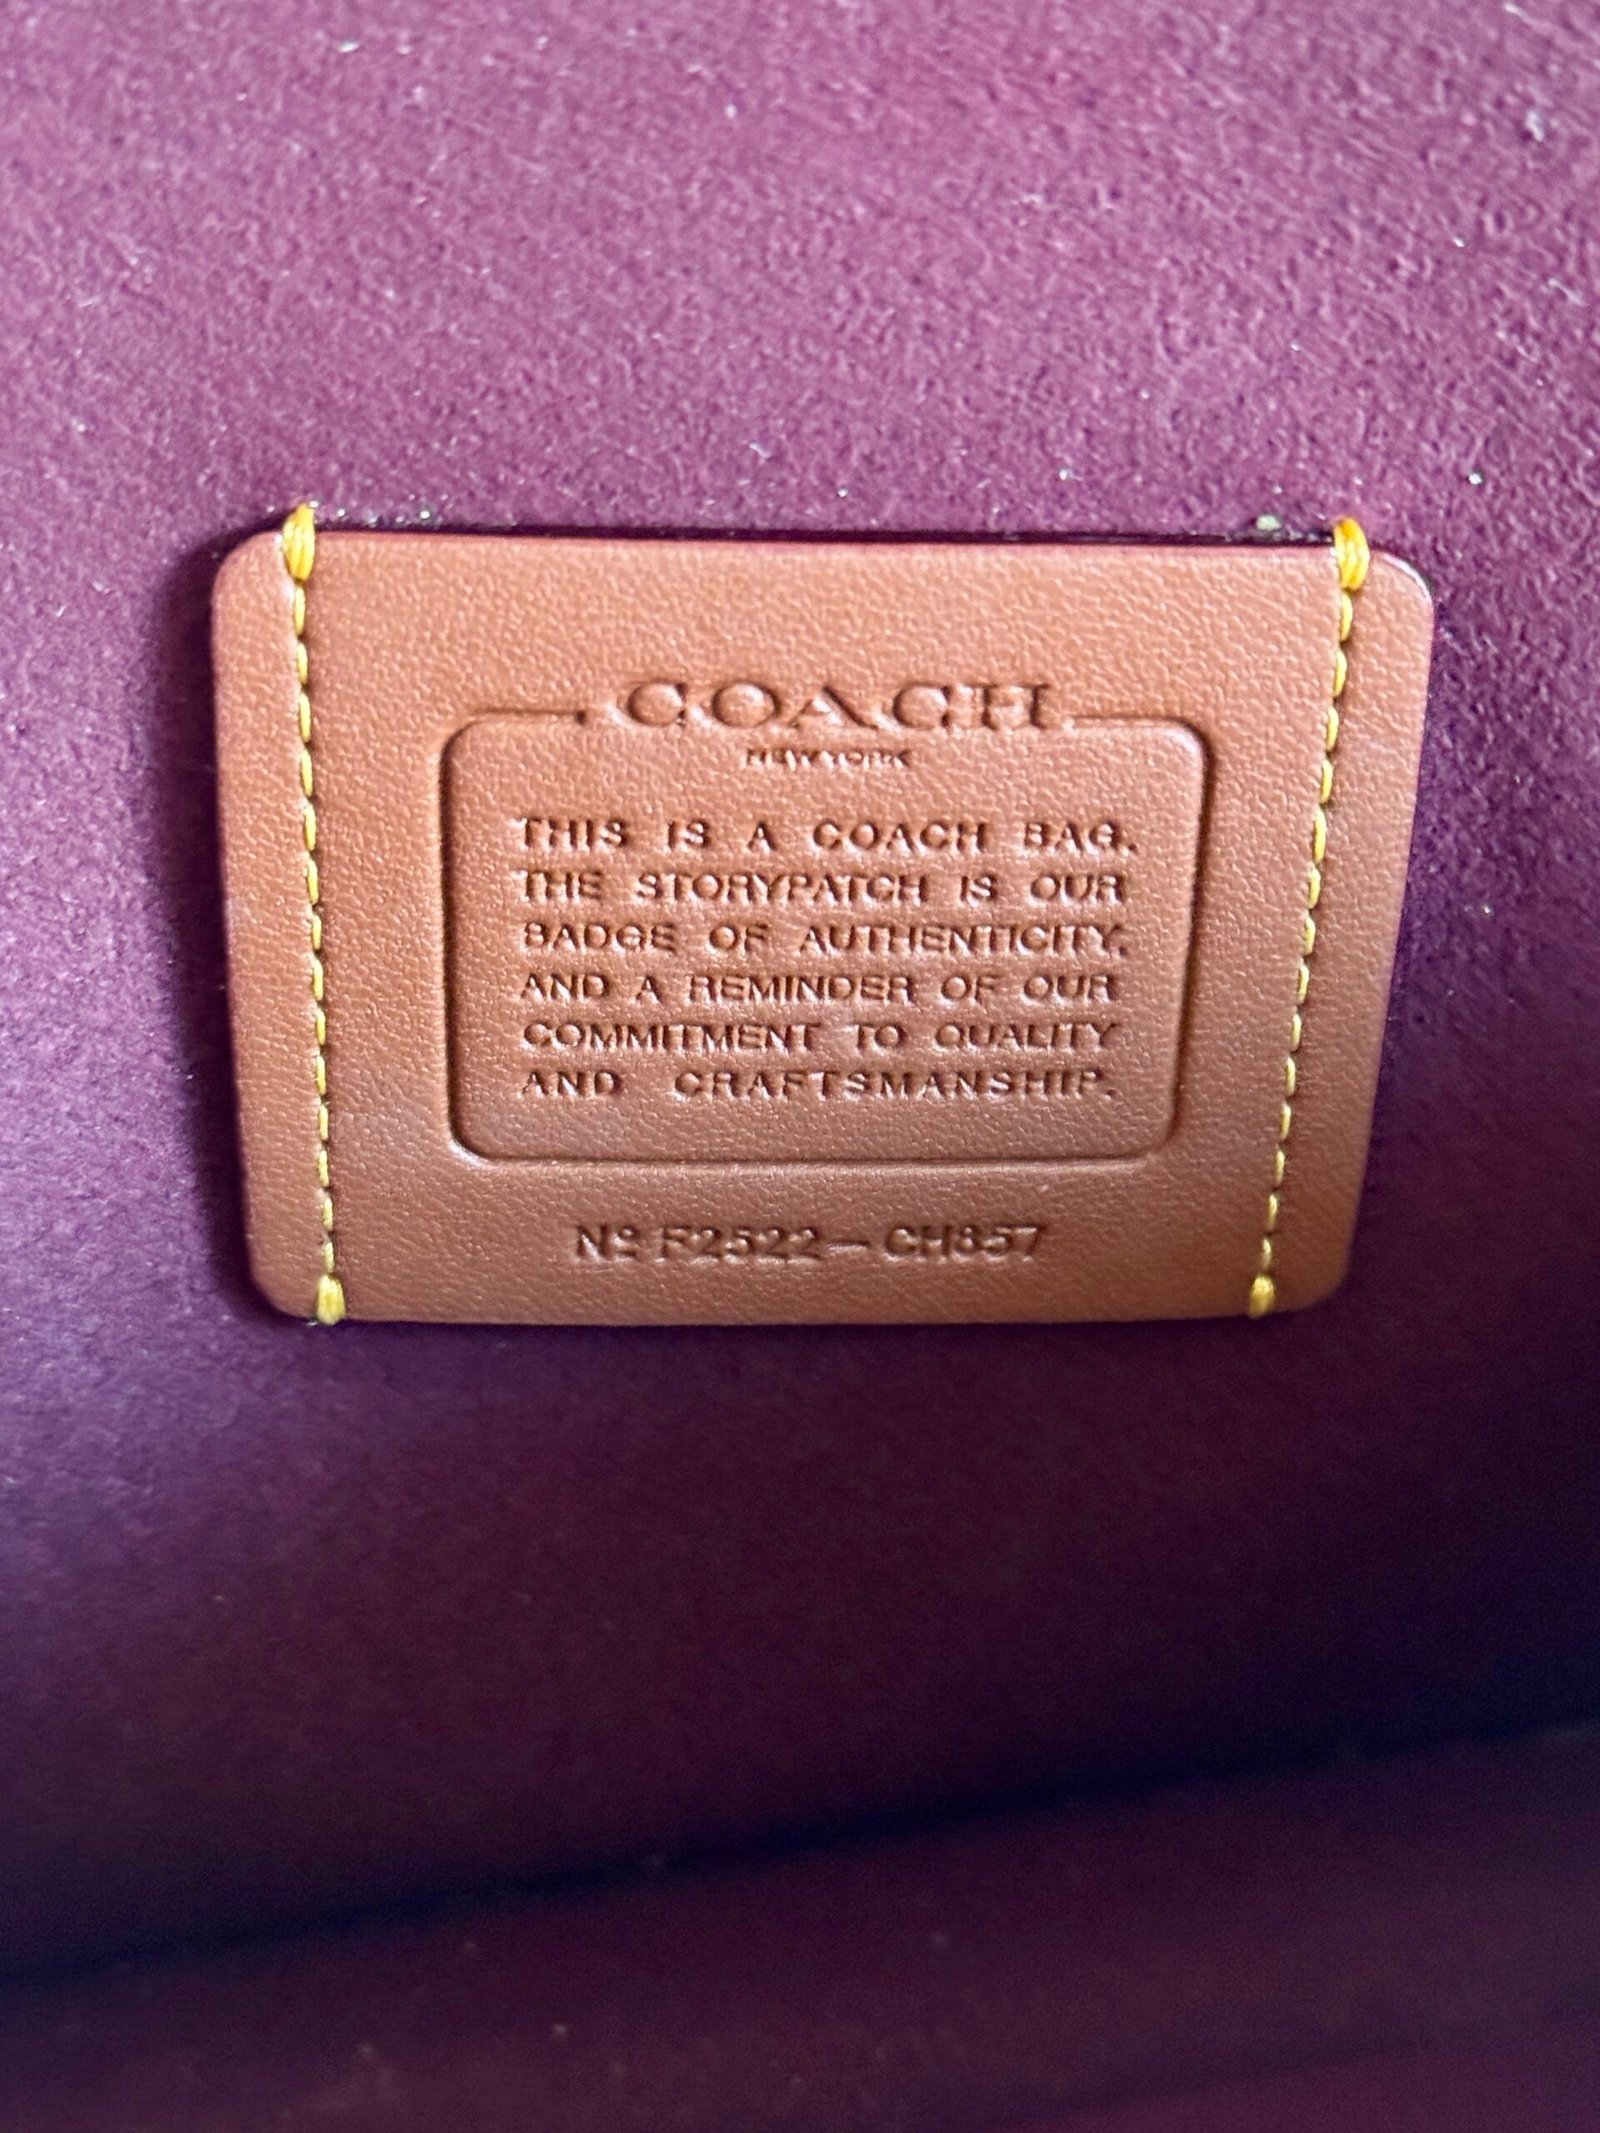 COACH
NEW YORK
THIS IS A COACH BAG.
THE STORYPATCH IS OUR
BADGE OF AUTHENTICITY,
AND A REMINDER OF OUR
COMMITMENT TO QUALITY
AND CRAFTSMANSHIP.
Nº F2522-CH857